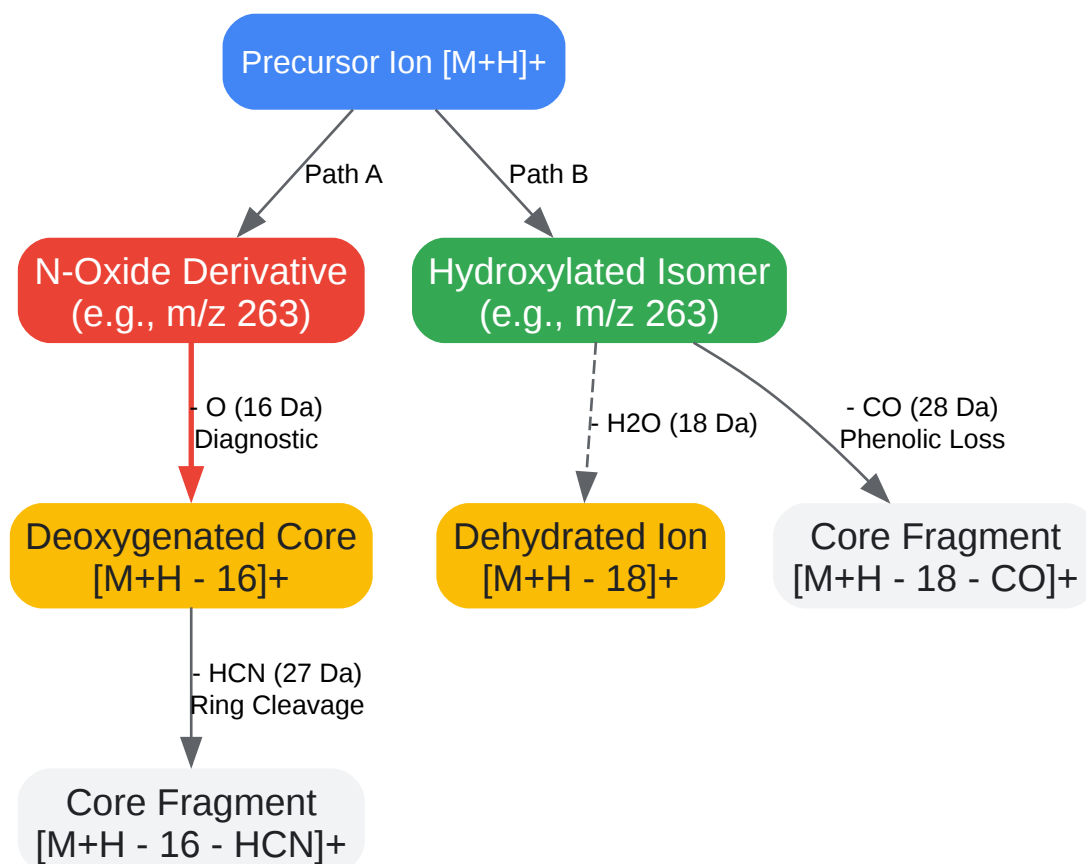 Precursor Ion [M+H]+
Path A
Path B
N-Oxide Derivative
(e.g., m/z 263)
Hydroxylated Isomer
(e.g., m/z 263)
- O (16 Da)
Diagnostic
- H2O (18 Da)
- CO (28 Da)
Phenolic Loss
Deoxygenated Core
[M+H - 16]+
Dehydrated Ion
[M+H - 18]+
Core Fragment
[M+H - 18 - CO]+
- HCN (27 Da)
Ring Cleavage
Core Fragment
[M+H - 16 - HCN]+